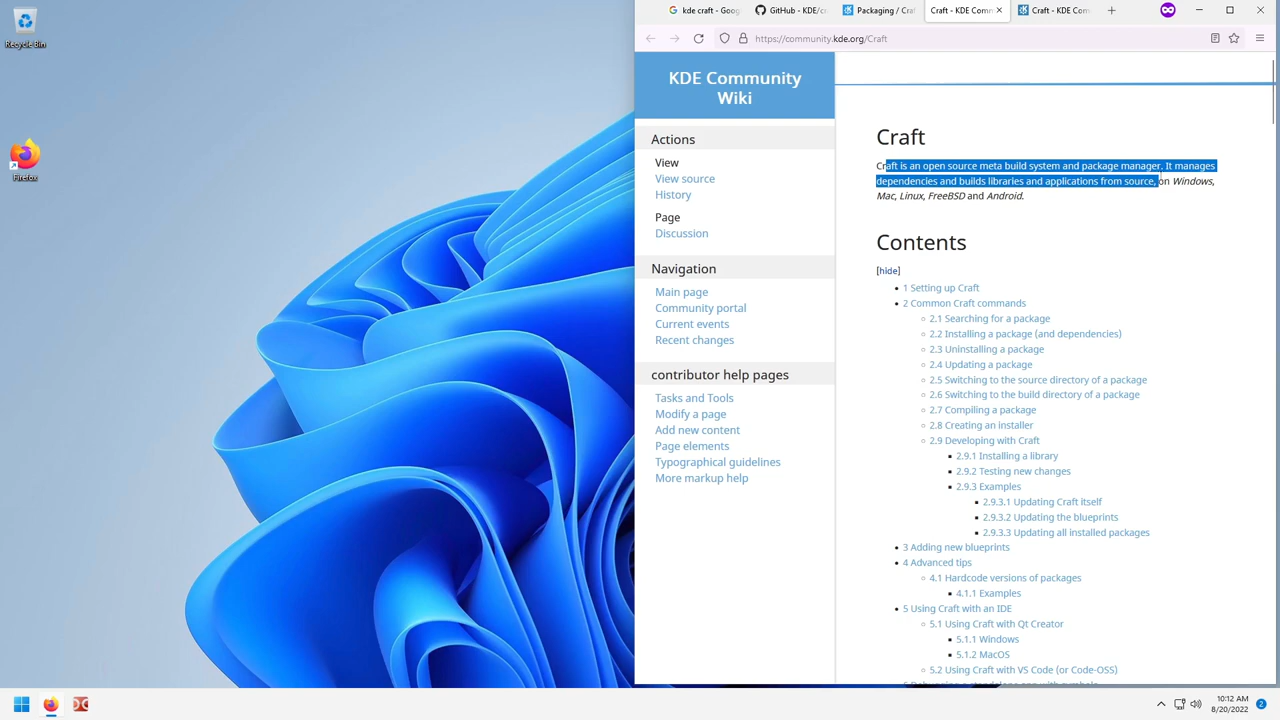 Recycle Bin
Firefox
kde craft - Goog
GitHub - KDE/cr
Packaging / Craf
Craft - KDE Comm
Craft - KDE Com
https://community.kde.org/Craft
KDE Community
Wiki
Actions
View
View source
History
Page
Discussion
Navigation
Main page
Community portal
Current events
Recent changes
contributor help pages
Tasks and Tools
Modify a page
Add new content
Page elements
Typographical guidelines
More markup help
Craft
Craft is an open source meta build system and package manager. It manages
dependencies and builds libraries and applications from source, on Windows,
Mac, Linux, FreeBSD and Android.
Contents
[hide]
1 Setting up Craft
2 Common Craft commands
2.1 Searching for a package
2.2 Installing a package (and dependencies)
2.3 Uninstalling a package
2.4 Updating a package
2.5 Switching to the source directory of a package
2.6 Switching to the build directory of a package
2.7 Compiling a package
2.8 Creating an installer
2.9 Developing with Craft
2.9.1 Installing a library
2.9.2 Testing new changes
2.9.3 Examples
2.9.3.1 Updating Craft itself
2.9.3.2 Updating the blueprints
2.9.3.3 Updating all installed packages
3 Adding new blueprints
4 Advanced tips
4.1 Hardcode versions of packages
4.1.1 Examples
5 Using Craft with an IDE
5.1 Using Craft with Qt Creator
5.1.1 Windows
5.1.2 MacOS
5.2 Using Craft with VS Code (or Code-OSS)
10:12 AM
8/20/2022
2